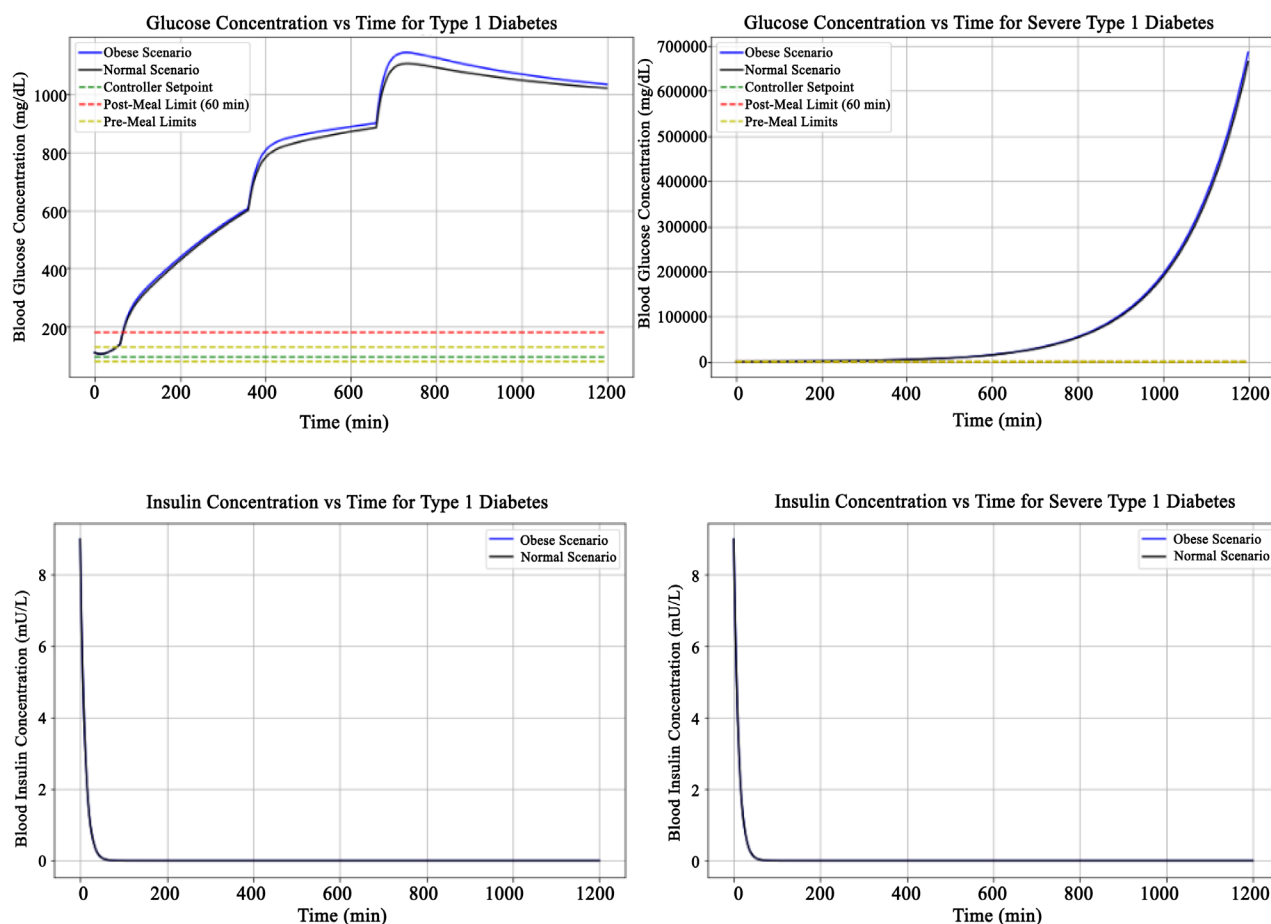 Glucose Concentration vs Time for Type 1 Diabetes
Obese Scenario
Normal Scenario
Controller Setpoint
Post-Meal Limit (60 min)
Pre-Meal Limits
Blood Glucose Concentration (mg/dL)
1000
800
600
400
200
0 200 400 600 800 1000 1200
Time (min)
Glucose Concentration vs Time for Severe Type 1 Diabetes
Obese Scenario
Normal Scenario
Controller Setpoint
Post-Meal Limit (60 min)
Pre-Meal Limits
Blood Glucose Concentration (mg/dL)
700000
600000
500000
400000
300000
200000
100000
0
0 200 400 600 800 1000 1200
Time (min)
Insulin Concentration vs Time for Type 1 Diabetes
Obese Scenario
Normal Scenario
Blood Insulin Concentration (mU/L)
8
6
4
2
0
0 200 400 600 800 1000 1200
Time (min)
Insulin Concentration vs Time for Severe Type 1 Diabetes
Obese Scenario
Normal Scenario
Blood Insulin Concentration (mU/L)
8
6
4
2
0
0 200 400 600 800 1000 1200
Time (min)